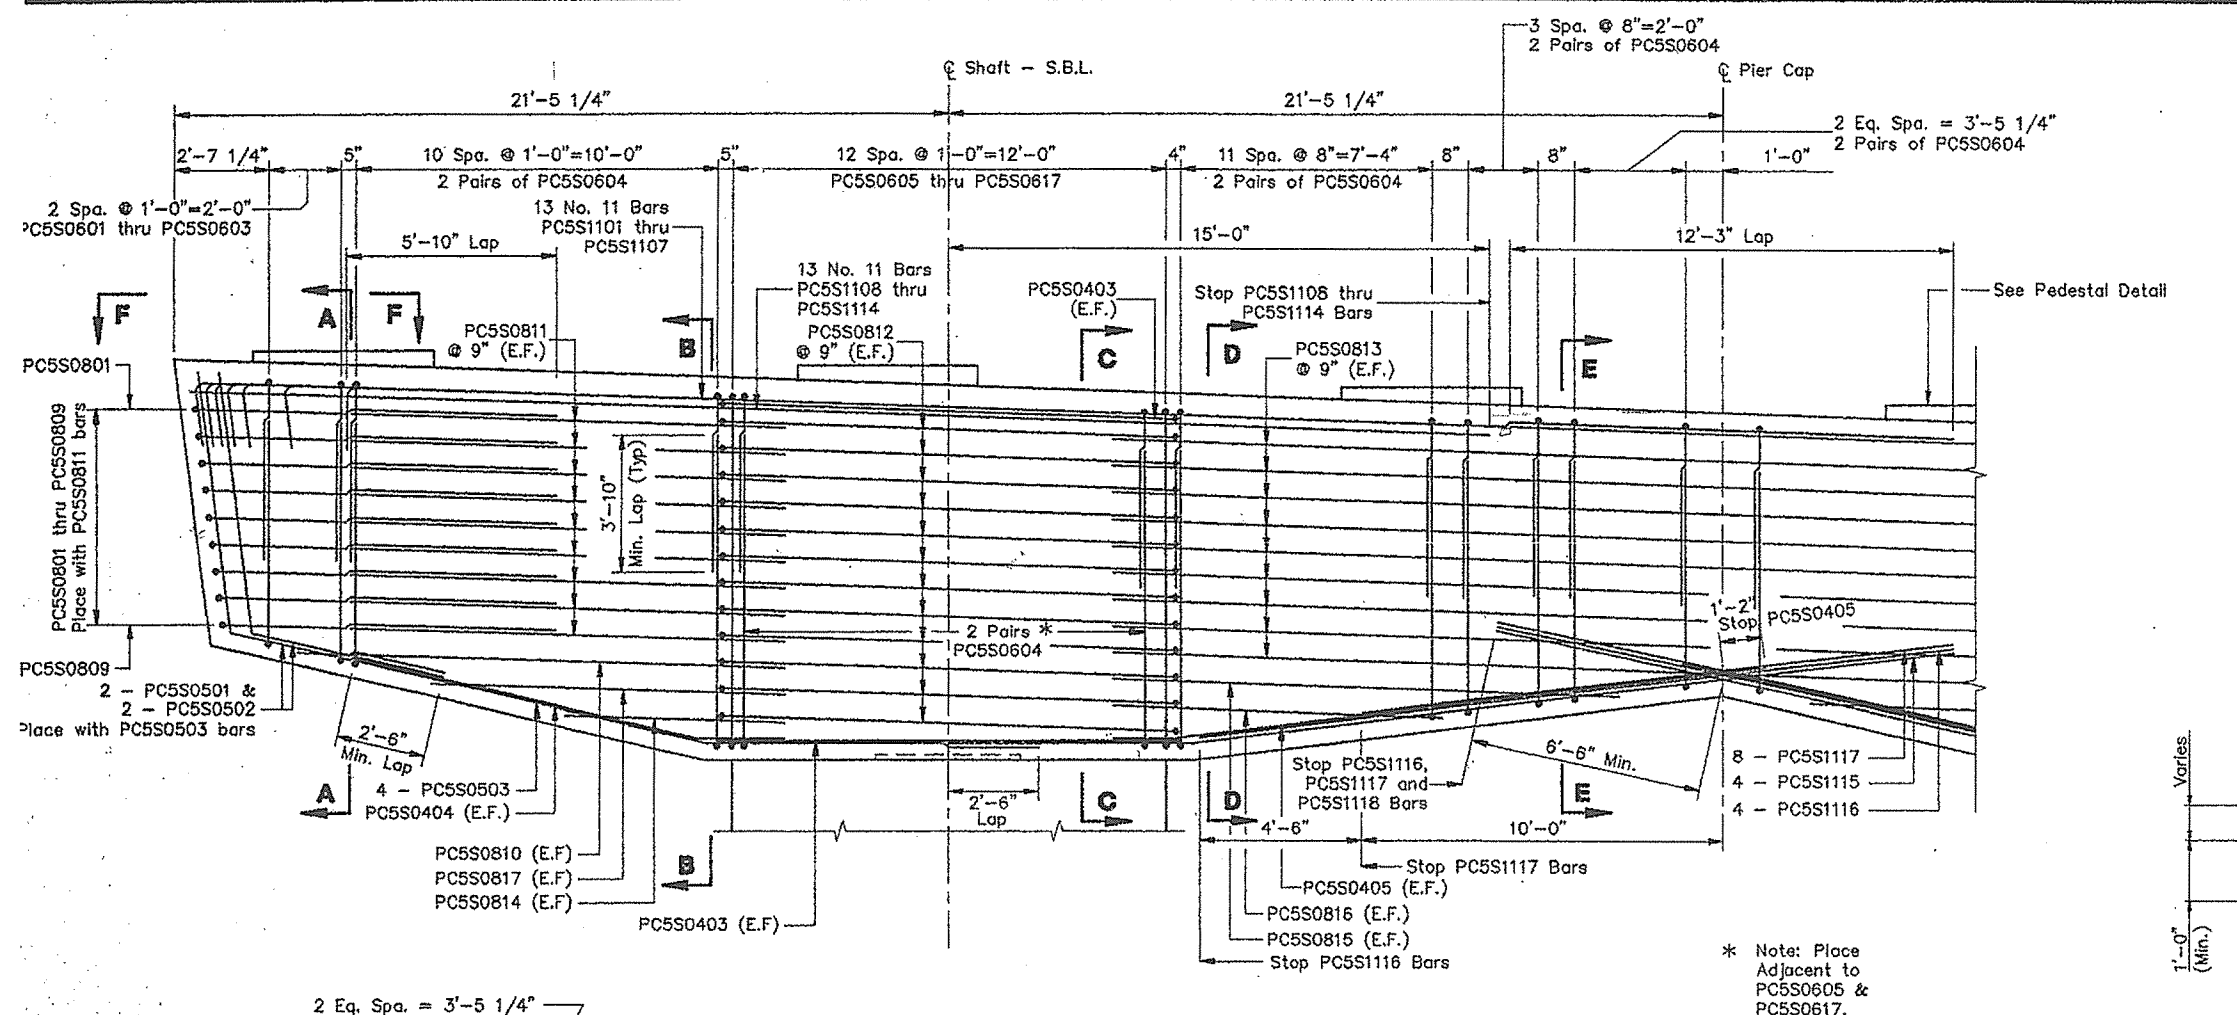 3 Spa. @ 8"=2'-0"
2 Pairs of PC5S0604
℄ Shaft - S.B.L.
℄ Pier Cap
21'-5 1/4"
21'-5 1/4"
2 Eq. Spa. = 3'-5 1/4"
2 Pairs of PC5S0604
2'-7 1/4"
5"
10 Spa. @ 1'-0"=10'-0"
2 Pairs of PC5S0604
5"
12 Spa. @ 1'-0"=12'-0"
PC5S0605 thru PC5S0617
4"
11 Spa. @ 8"=7'-4"
2 Pairs of PC5S0604
8"
8"
1'-0"
2 Spa. @ 1'-0"=2'-0"
PC5S0601 thru PC5S0603
13 No. 11 Bars
PC5S1101 thru
PC5S1107
5'-10" Lap
15'-0"
12'-3" Lap
13 No. 11 Bars
PC5S1108 thru
PC5S1114
PC5S0403
(E.F.)
Stop PC5S1108 thru
PC5S1114 Bars
See Pedestal Detail
F
A
F
B
C
D
E
PC5S0811
@ 9" (E.F.)
PC5S0812
@ 9" (E.F.)
PC5S0813
@ 9" (E.F.)
PC5S0801
PC5S0801 thru PC5S0809
Place with PC5S0811 bars
3'-10"
Min. Lap (Typ)
2 Pairs *
PC5S0604
1'-2"
Stop PC5S0405
PC5S0809
2 - PC5S0501 &
2 - PC5S0502
Place with PC5S0503 bars
2'-6"
Min. Lap
A
4 - PC5S0503
PC5S0404 (E.F.)
6'-6" Min.
Stop PC5S1116,
PC5S1117 and
PC5S1118 Bars
8 - PC5S1117
4 - PC5S1115
4 - PC5S1116
Varies
2'-6"
Lap
C
D
E
4'-6"
10'-0"
PC5S0810 (E.F)
PC5S0817 (E.F)
PC5S0814 (E.F)
B
Stop PC5S1117 Bars
PC5S0405 (E.F.)
PC5S0403 (E.F)
PC5S0816 (E.F.)
PC5S0815 (E.F.)
Stop PC5S1116 Bars
* Note: Place
Adjacent to
PC5S0605 &
PC5S0617.
1'-0"
(Min.)
2 Eq. Spa. = 3'-5 1/4"